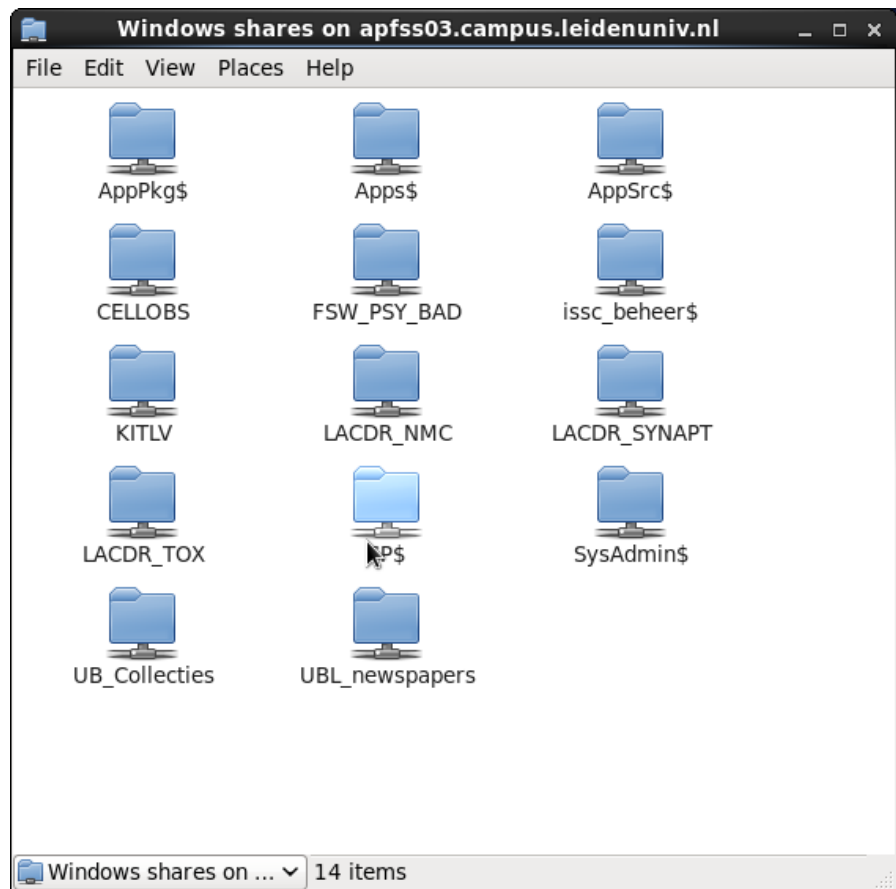 Windows shares on apfss03.campus.leidenuniv.nl
File Edit View Places Help
AppPkg$ Apps$ AppSrc$
CELLOBS FSW_PSY_BAD issc_beheer$
KITLV LACDR_NMC LACDR_SYNAPT
LACDR_TOX SysAdmin$
UB_Collecties UBL_newspapers
Windows shares on ... 14 items